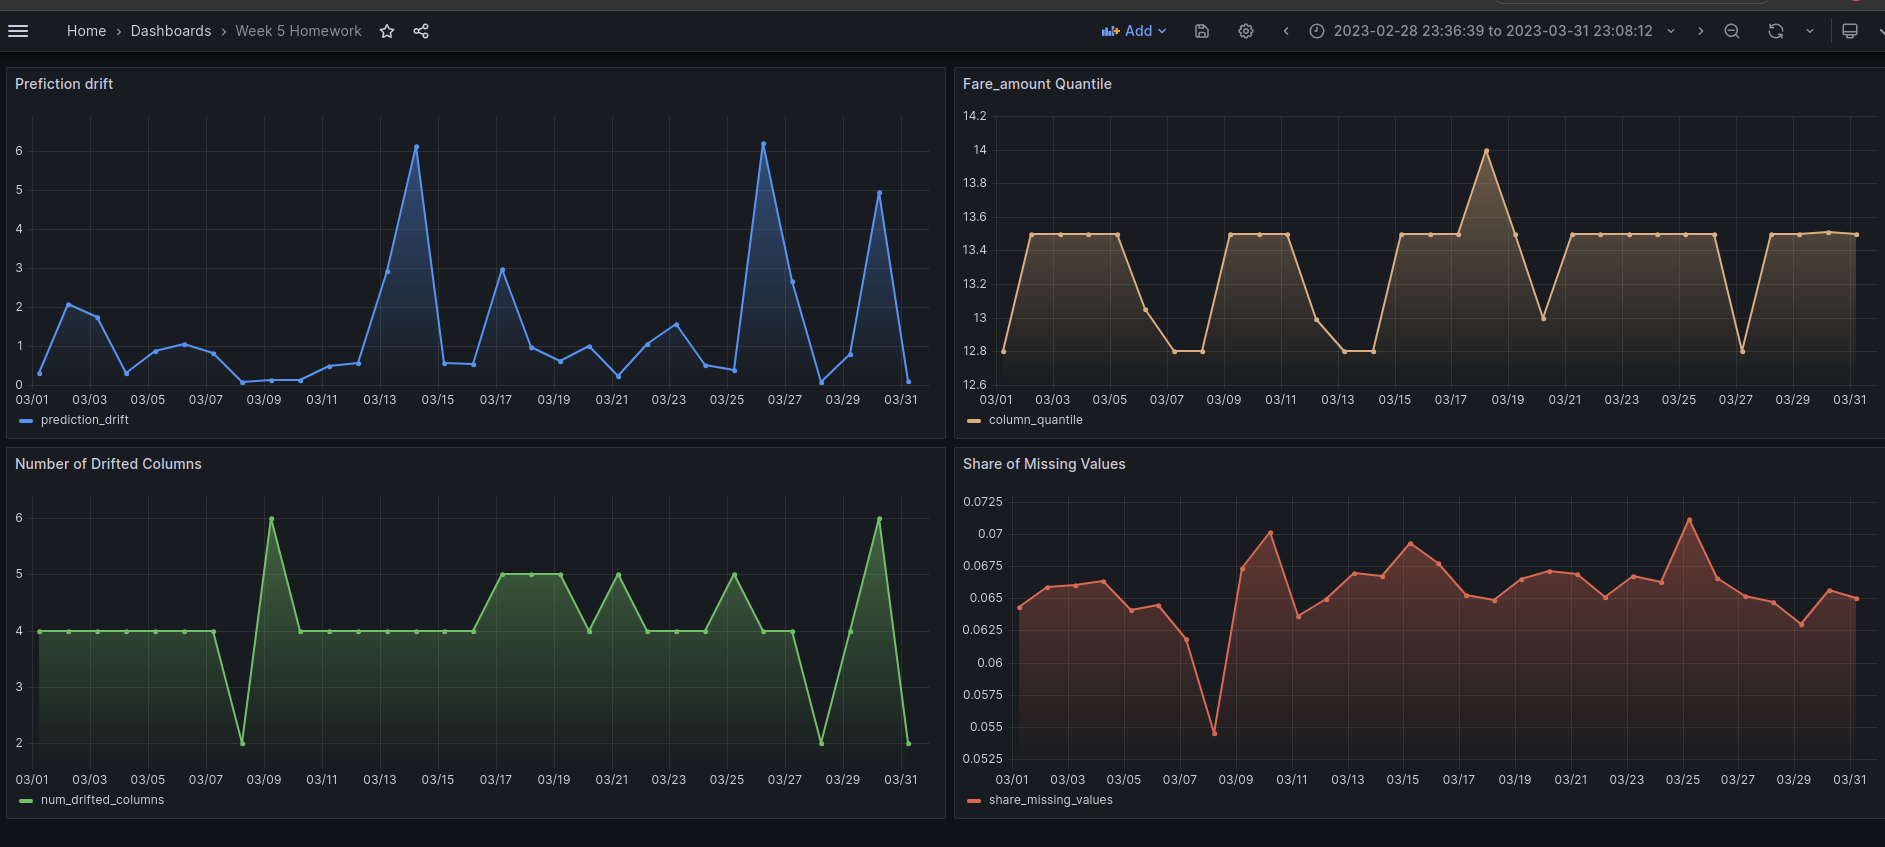 Home › Dashboards › Week 5 Homework
Add
2023-02-28 23:36:39 to 2023-03-31 23:08:12
Prefiction drift
6
5
4
3
2
1
0
03/01 03/03 03/05 03/07 03/09 03/11 03/13 03/15 03/17 03/19 03/21 03/23 03/25 03/27 03/29 03/31
prediction_drift
Fare_amount Quantile
14.2
14
13.8
13.6
13.4
13.2
13
12.8
12.6
03/01 03/03 03/05 03/07 03/09 03/11 03/13 03/15 03/17 03/19 03/21 03/23 03/25 03/27 03/29 03/31
column_quantile
Number of Drifted Columns
6
5
4
3
2
03/01 03/03 03/05 03/07 03/09 03/11 03/13 03/15 03/17 03/19 03/21 03/23 03/25 03/27 03/29 03/31
num_drifted_columns
Share of Missing Values
0.0725
0.07
0.0675
0.065
0.0625
0.06
0.0575
0.055
0.0525
03/01 03/03 03/05 03/07 03/09 03/11 03/13 03/15 03/17 03/19 03/21 03/23 03/25 03/27 03/29 03/31
share_missing_values